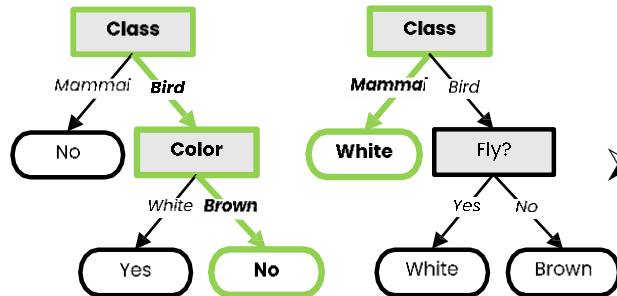 Class
Mammal
Bird
No
Color
White
Brown
Yes
No
Class
Mammal
Bird
White
Fly?
Yes
No
White
Brown